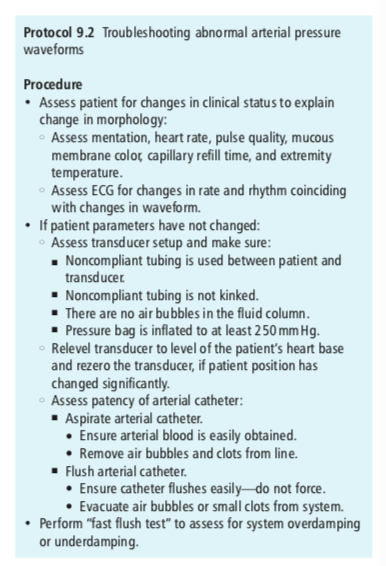 Protocol 9.2 Troubleshooting abnormal arterial pressure
waveforms
Procedure
• Assess patient for changes in clinical status to explain
change in morphology:
○ Assess mentation, heart rate, pulse quality, mucous
membrane color, capillary refill time, and extremity
temperature.
○ Assess ECG for changes in rate and rhythm coinciding
with changes in waveform.
• If patient parameters have not changed:
○ Assess transducer setup and make sure:
■ Noncompliant tubing is used between patient and
transducer.
■ Noncompliant tubing is not kinked.
■ There are no air bubbles in the fluid column.
■ Pressure bag is inflated to at least 250 mm Hg.
○ Relevel transducer to level of the patient's heart base
and rezero the transducer, if patient position has
changed significantly.
○ Assess patency of arterial catheter:
■ Aspirate arterial catheter.
• Ensure arterial blood is easily obtained.
• Remove air bubbles and clots from line.
■ Flush arterial catheter.
• Ensure catheter flushes easily—do not force.
• Evacuate air bubbles or small clots from system.
• Perform "fast flush test" to assess for system overdamping
or underdamping.